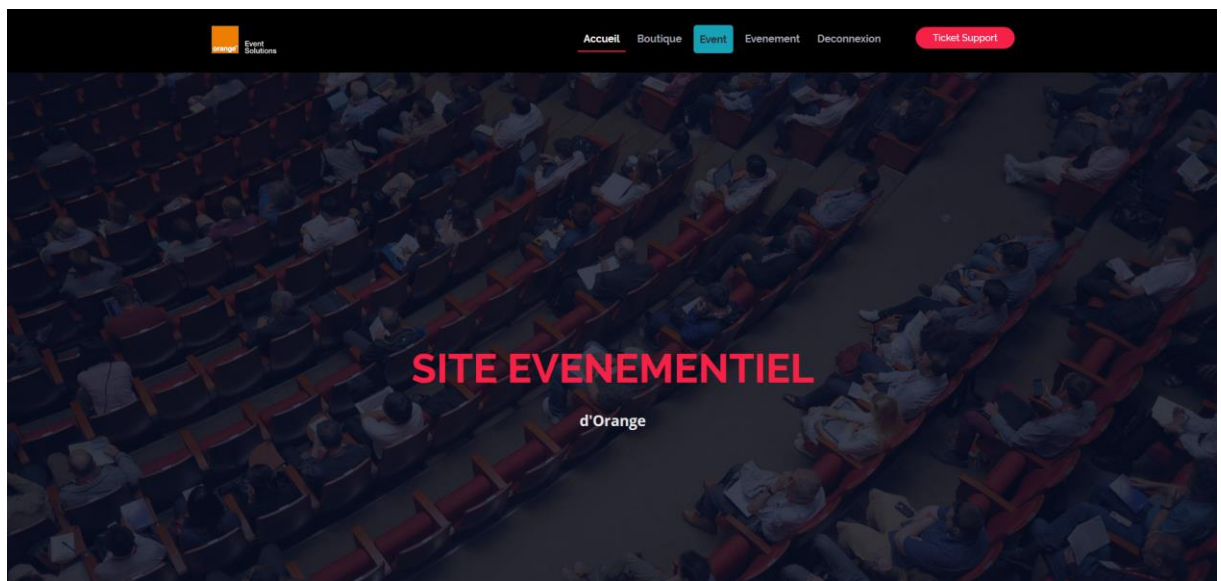 orange
Event
Solutions
Accueil Boutique Event Evenement Deconnexion Ticket Support
SITE EVENEMENTIEL
d'Orange